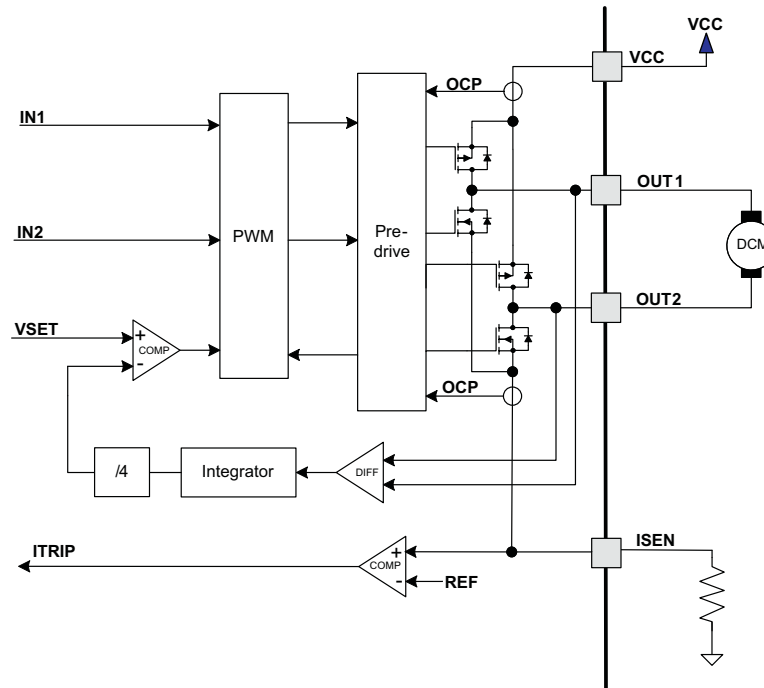 VCC
VCC
OCP
IN1
OUT1
IN2
PWM
Pre-
drive
DCM
OUT2
VSET
+
COMP
-
OCP
/4
Integrator
DIFF
ISEN
ITRIP
+
COMP
-
REF